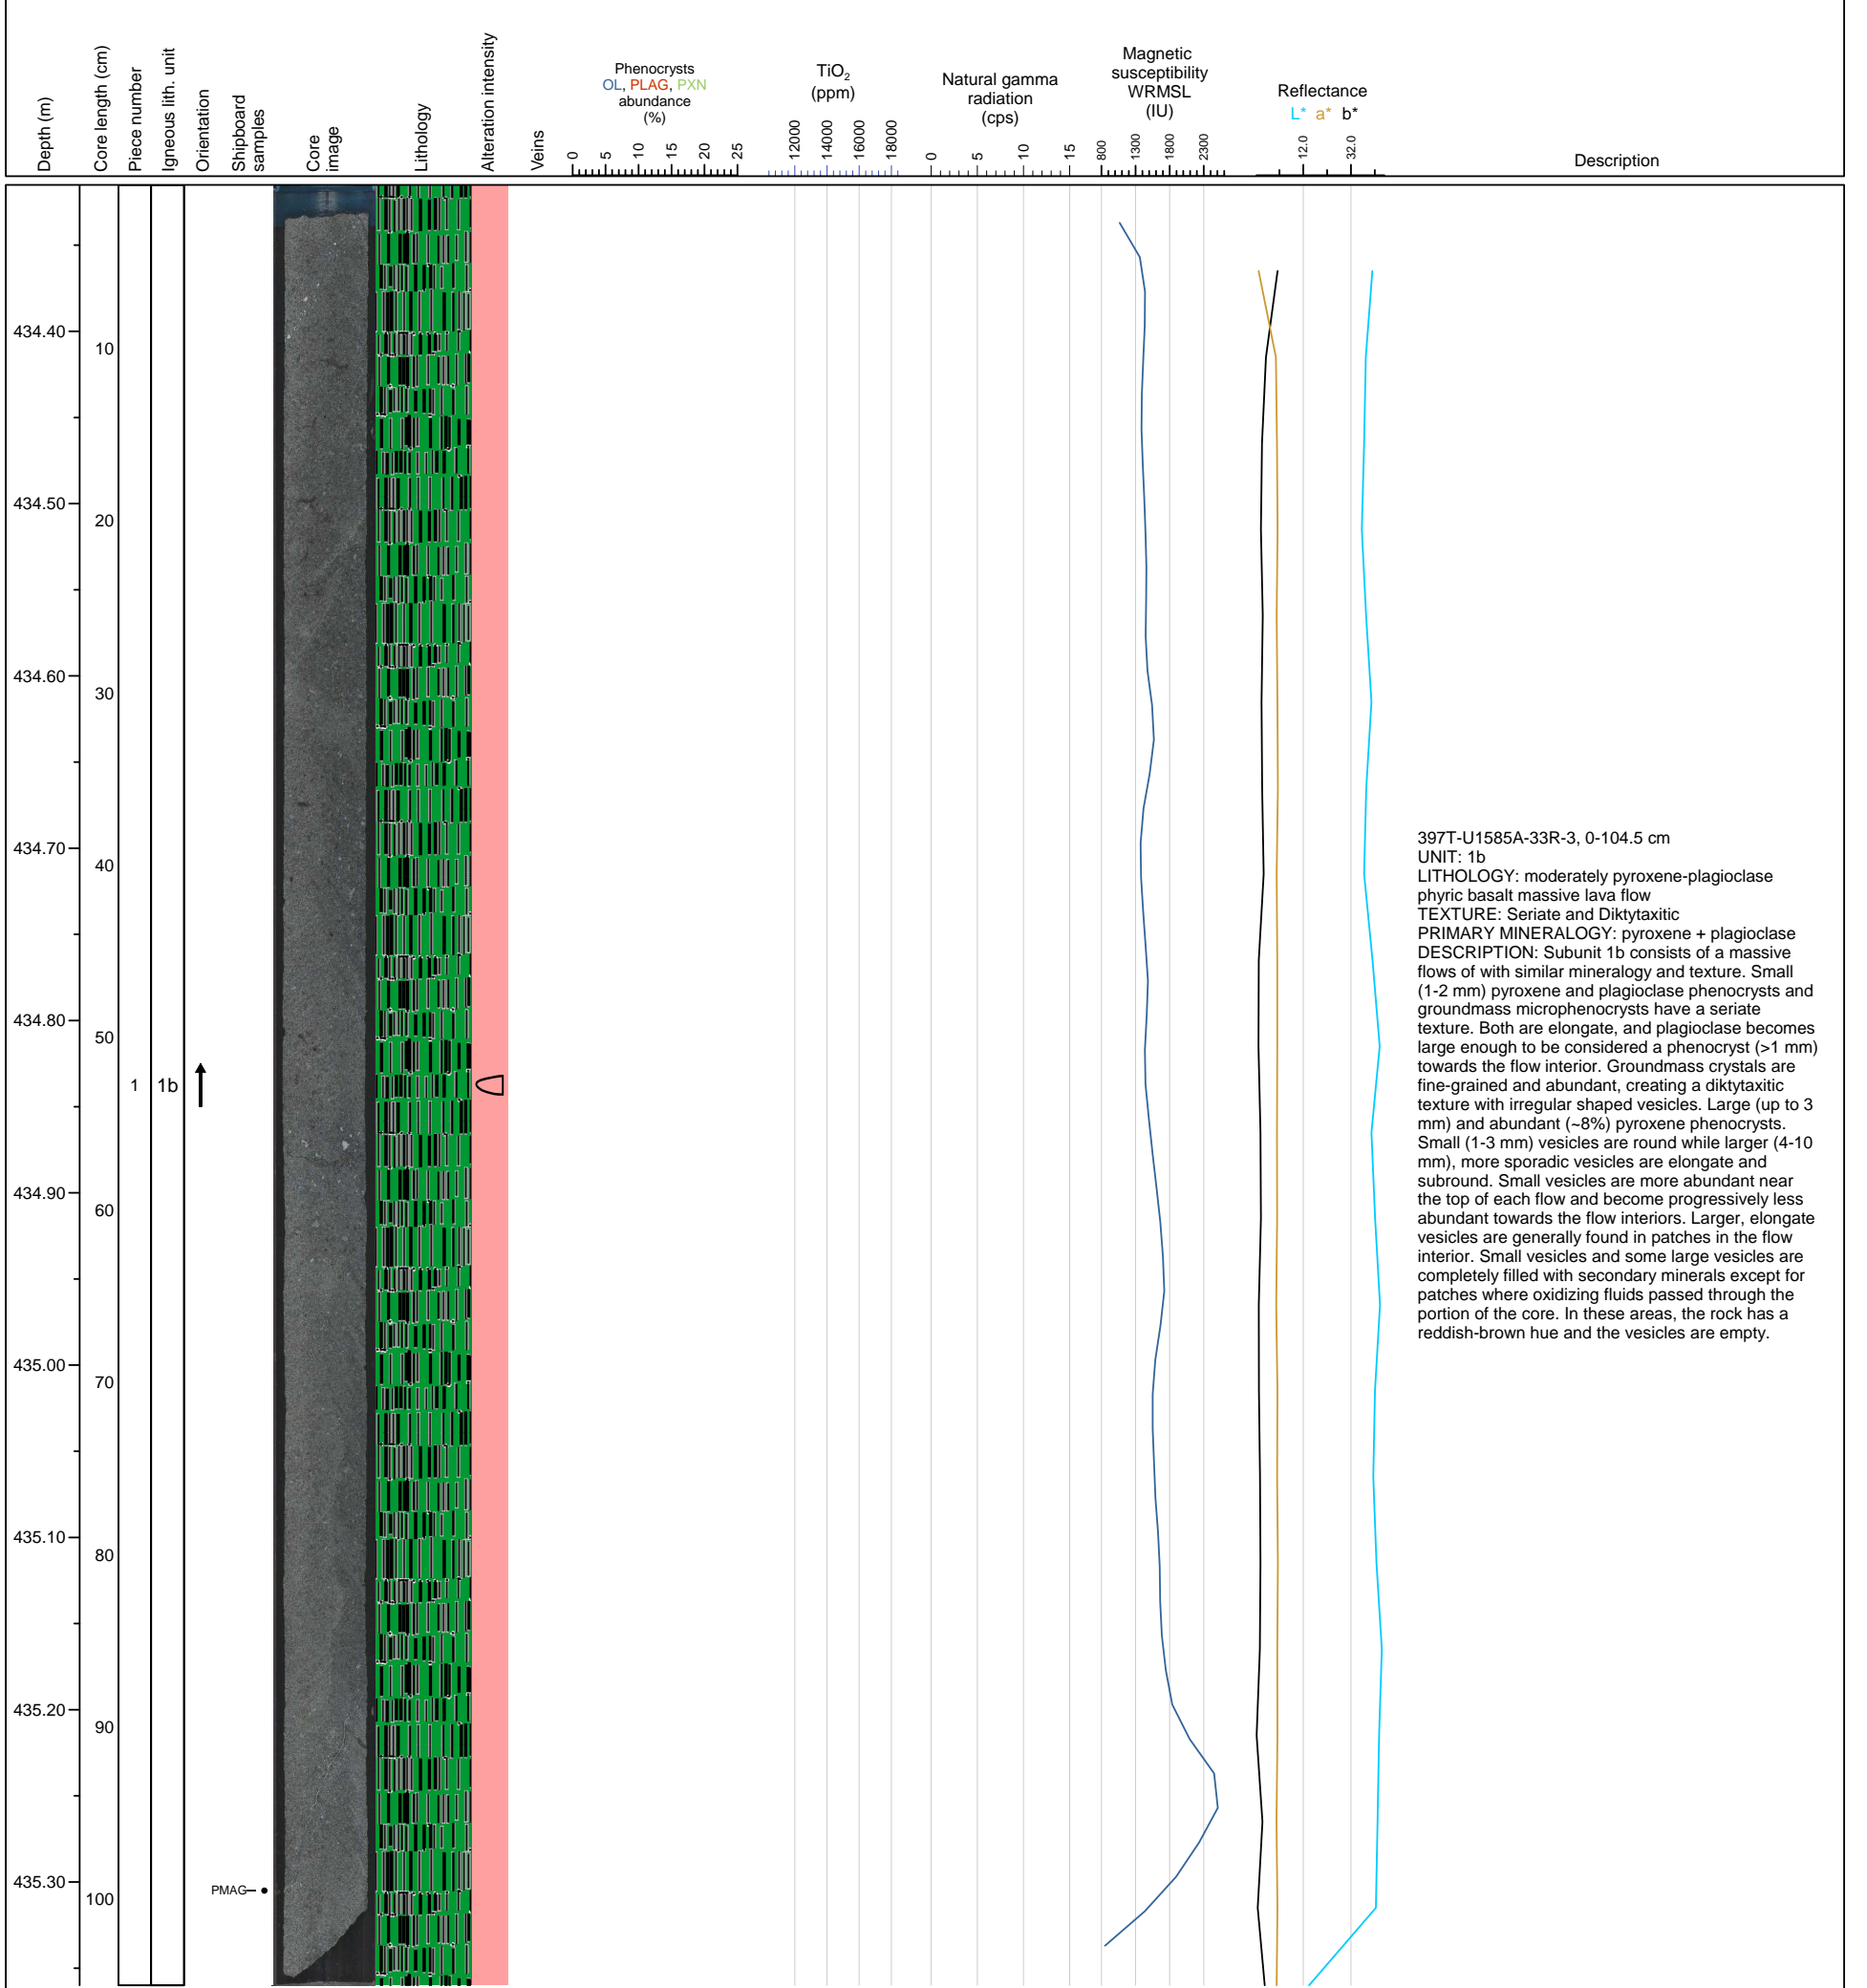 Depth (m)
Core length (cm)
Piece number
Igneous lith. unit
Orientation
Shipboard
samples
Core
image
Lithology
Alteration intensity
Veins
Phenocrysts
OL, PLAG, PXN
abundance
(%)
0 5 10 15 20 25
TiO₂
(ppm)
12000 14000 16000 18000
Natural gamma
radiation
(cps)
0 5 10 15
Magnetic
susceptibility
WRMSL
(IU)
800 1300 1800 2300
Reflectance
L* a* b*
12.0 32.0
Description
434.40
10
434.50
20
434.60
30
434.70
40
434.80
50
1 1b
434.90
60
435.00
70
435.10
80
435.20
90
435.30
100
PMAG
397T-U1585A-33R-3, 0-104.5 cm
UNIT: 1b
LITHOLOGY: moderately pyroxene-plagioclase
phyric basalt massive lava flow
TEXTURE: Seriate and Diktytaxitic
PRIMARY MINERALOGY: pyroxene + plagioclase
DESCRIPTION: Subunit 1b consists of a massive
flows of with similar mineralogy and texture. Small
(1-2 mm) pyroxene and plagioclase phenocrysts and
groundmass microphenocrysts have a seriate
texture. Both are elongate, and plagioclase becomes
large enough to be considered a phenocryst (>1 mm)
towards the flow interior. Groundmass crystals are
fine-grained and abundant, creating a diktytaxitic
texture with irregular shaped vesicles. Large (up to 3
mm) and abundant (~8%) pyroxene phenocrysts.
Small (1-3 mm) vesicles are round while larger (4-10
mm), more sporadic vesicles are elongate and
subround. Small vesicles are more abundant near
the top of each flow and become progressively less
abundant towards the flow interiors. Larger, elongate
vesicles are generally found in patches in the flow
interior. Small vesicles and some large vesicles are
completely filled with secondary minerals except for
patches where oxidizing fluids passed through the
portion of the core. In these areas, the rock has a
reddish-brown hue and the vesicles are empty.